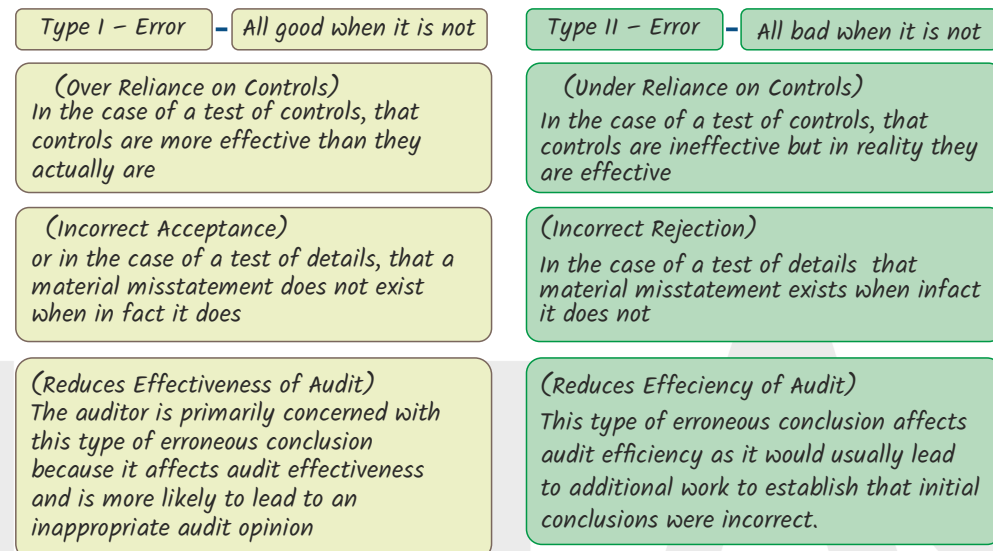 Type I – Error - All good when it is not
(Over Reliance on Controls)
In the case of a test of controls, that
controls are more effective than they
actually are
(Incorrect Acceptance)
or in the case of a test of details, that a
material misstatement does not exist
when in fact it does
(Reduces Effectiveness of Audit)
The auditor is primarily concerned with
this type of erroneous conclusion
because it affects audit effectiveness
and is more likely to lead to an
inappropriate audit opinion
Type II – Error - All bad when it is not
(Under Reliance on Controls)
In the case of a test of controls, that
controls are ineffective but in reality they
are effective
(Incorrect Rejection)
In the case of a test of details that
material misstatement exists when infact
it does not
(Reduces Effeciency of Audit)
This type of erroneous conclusion affects
audit efficiency as it would usually lead
to additional work to establish that initial
conclusions were incorrect.